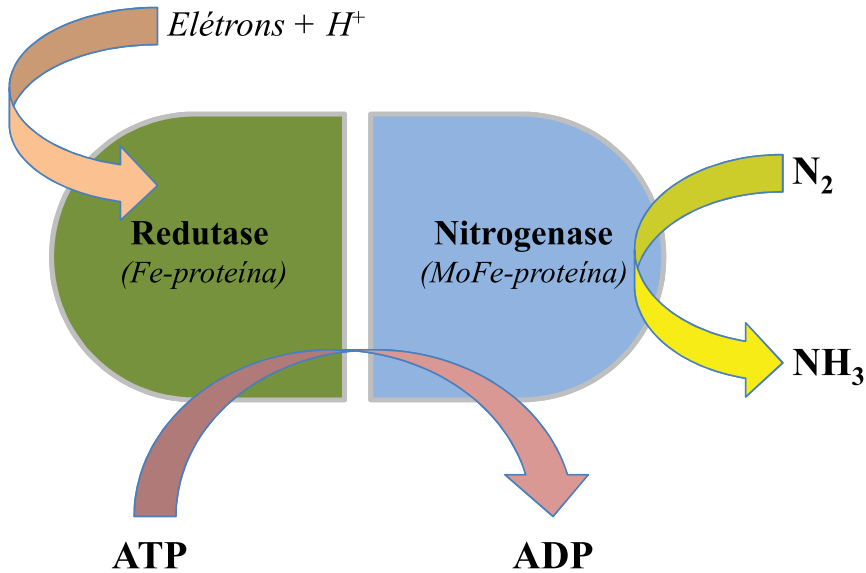 Elétrons + H⁺
Redutase
(Fe-proteína)
Nitrogenase
(MoFe-proteína)
N₂
NH₃
ATP
ADP